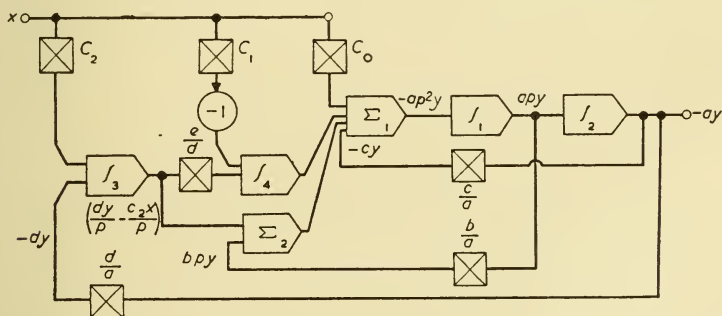 x
C₂
C₁
C₀
-1
Σ₁
-ap²y
∫₁
apy
∫₂
-ay
-cy
e/d
∫₃
∫₄
c/a
(dy/p - c₂x/p)
Σ₂
-dy
bpy
b/a
d/a